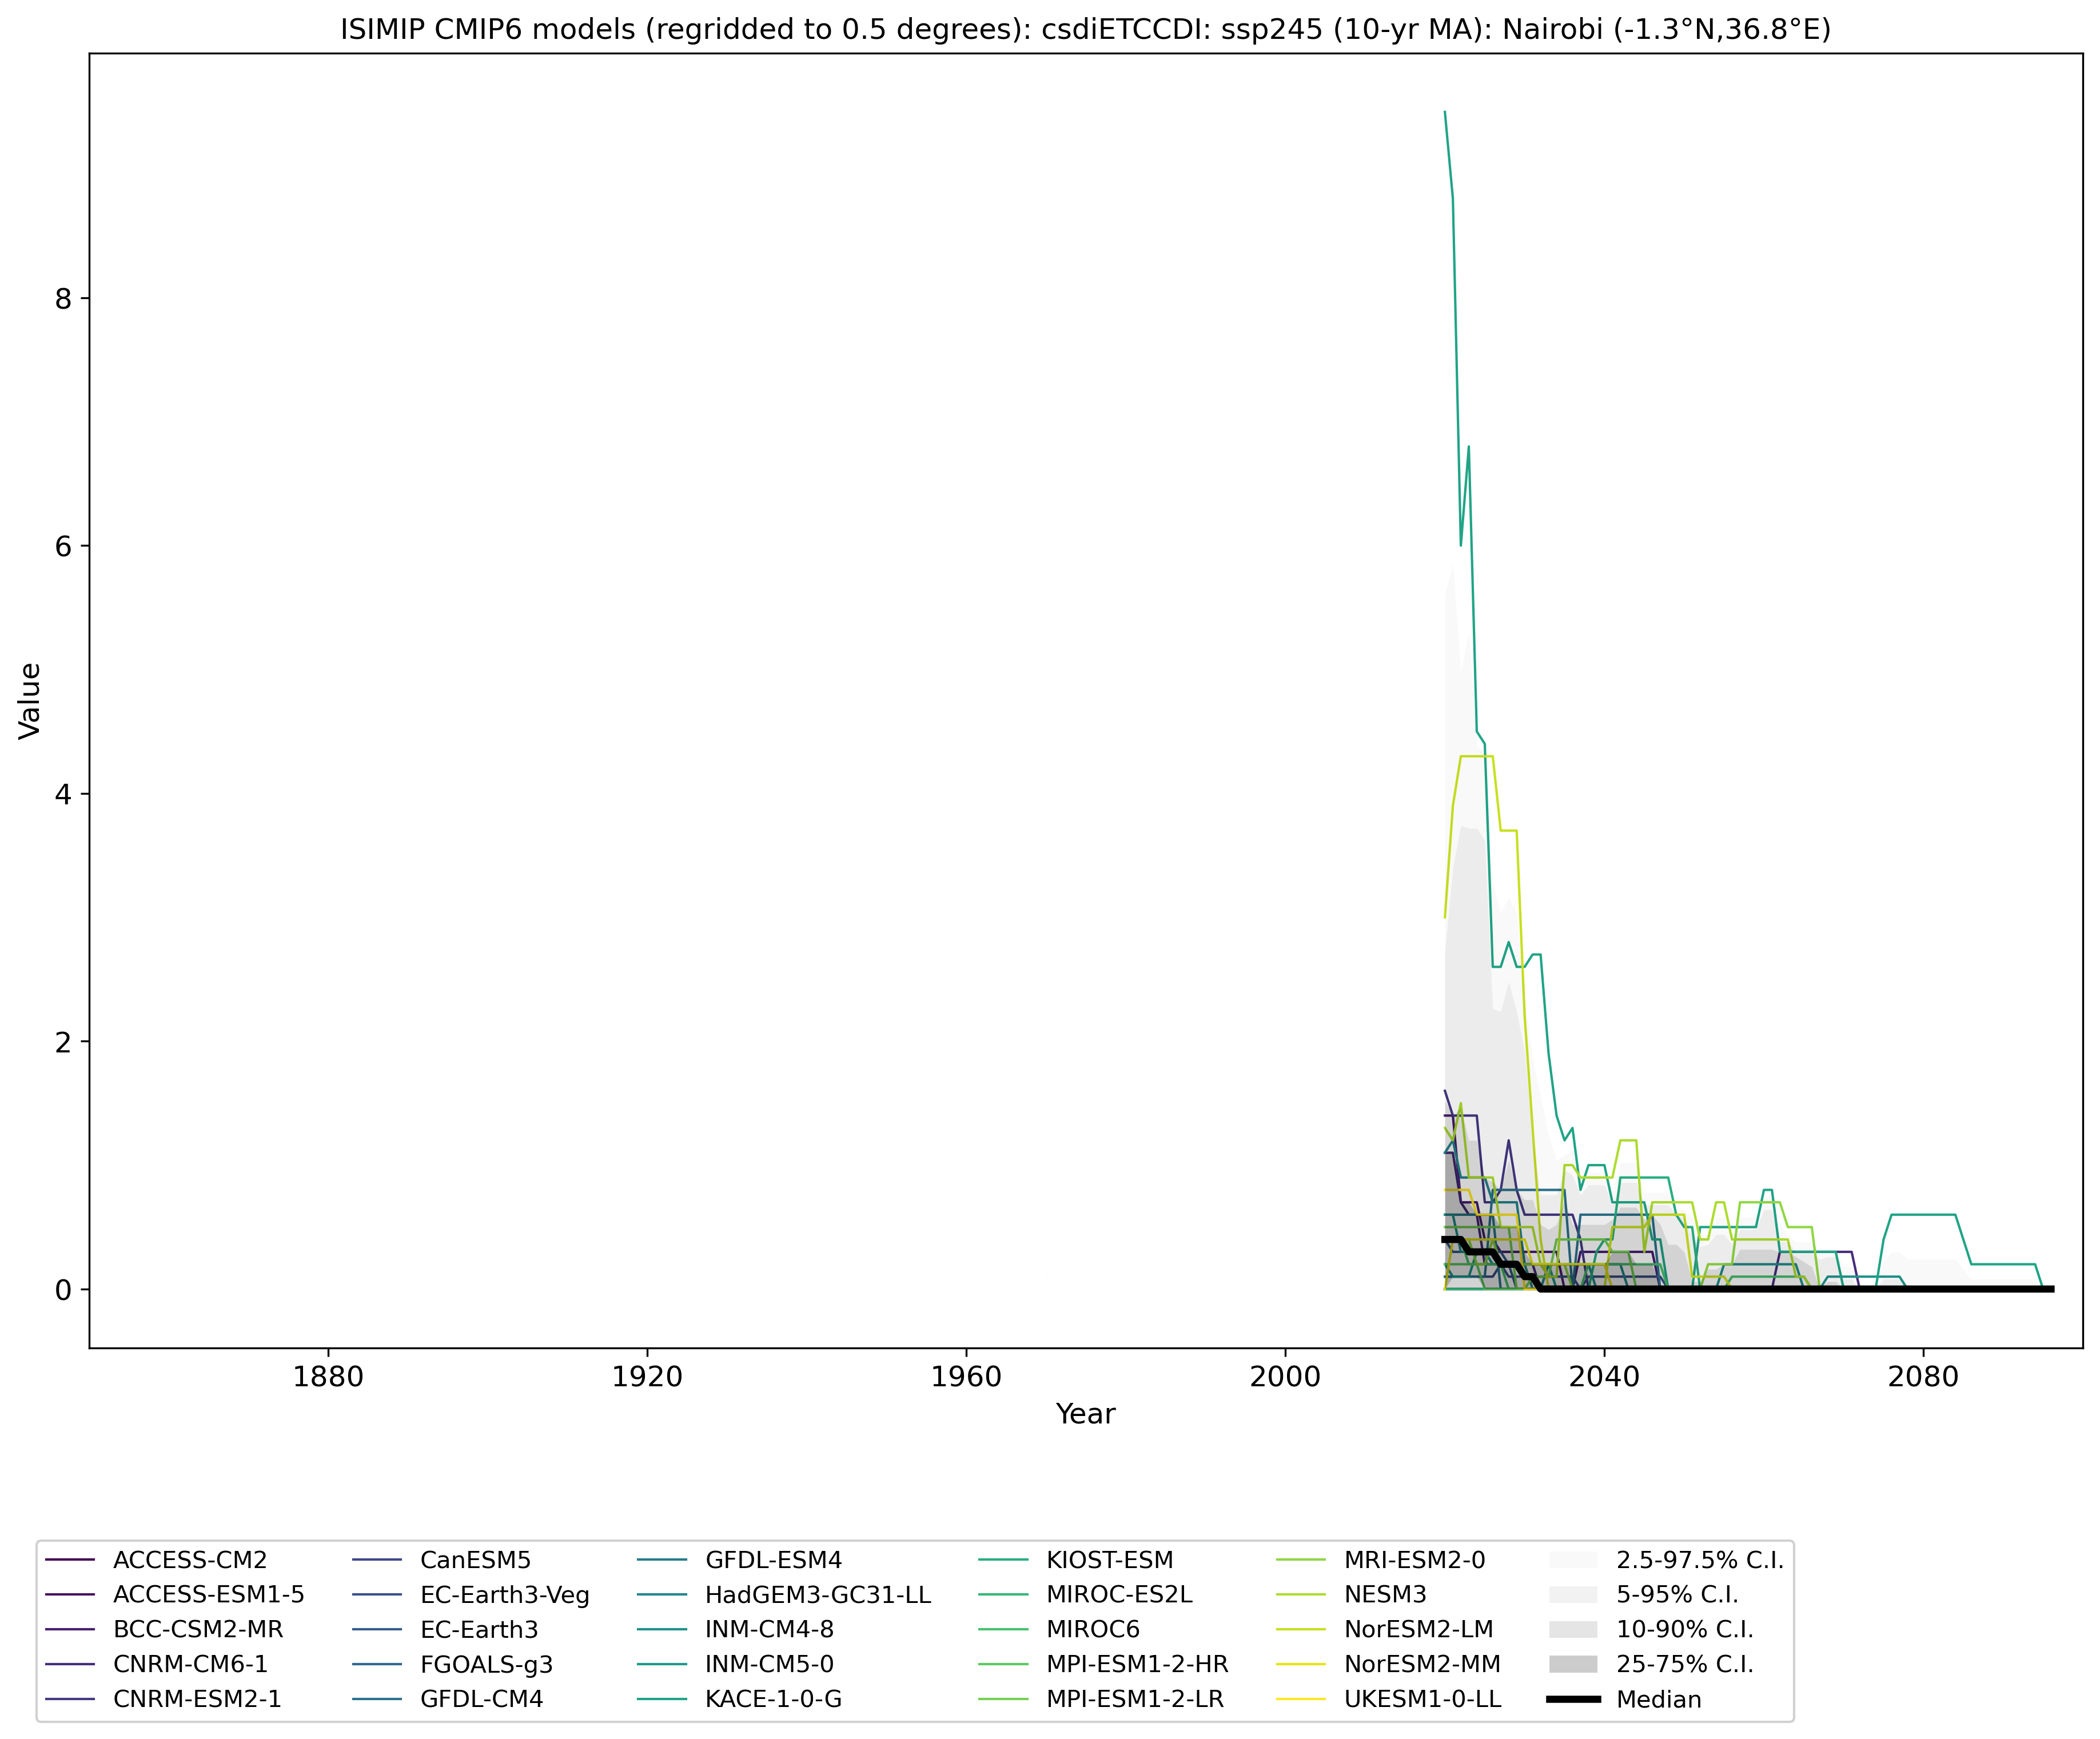 ISIMIP CMIP6 models (regridded to 0.5 degrees): csdiETCCDI: ssp245 (10-yr MA): Nairobi (-1.3°N,36.8°E)
8
6
4
2
0
Value
1880 1920 1960 2000 2040 2080
Year
ACCESS-CM2 CanESM5 GFDL-ESM4 KIOST-ESM MRI-ESM2-0 2.5-97.5% C.I.
ACCESS-ESM1-5 EC-Earth3-Veg HadGEM3-GC31-LL MIROC-ES2L NESM3 5-95% C.I.
BCC-CSM2-MR EC-Earth3 INM-CM4-8 MIROC6 NorESM2-LM 10-90% C.I.
CNRM-CM6-1 FGOALS-g3 INM-CM5-0 MPI-ESM1-2-HR NorESM2-MM 25-75% C.I.
CNRM-ESM2-1 GFDL-CM4 KACE-1-0-G MPI-ESM1-2-LR UKESM1-0-LL Median